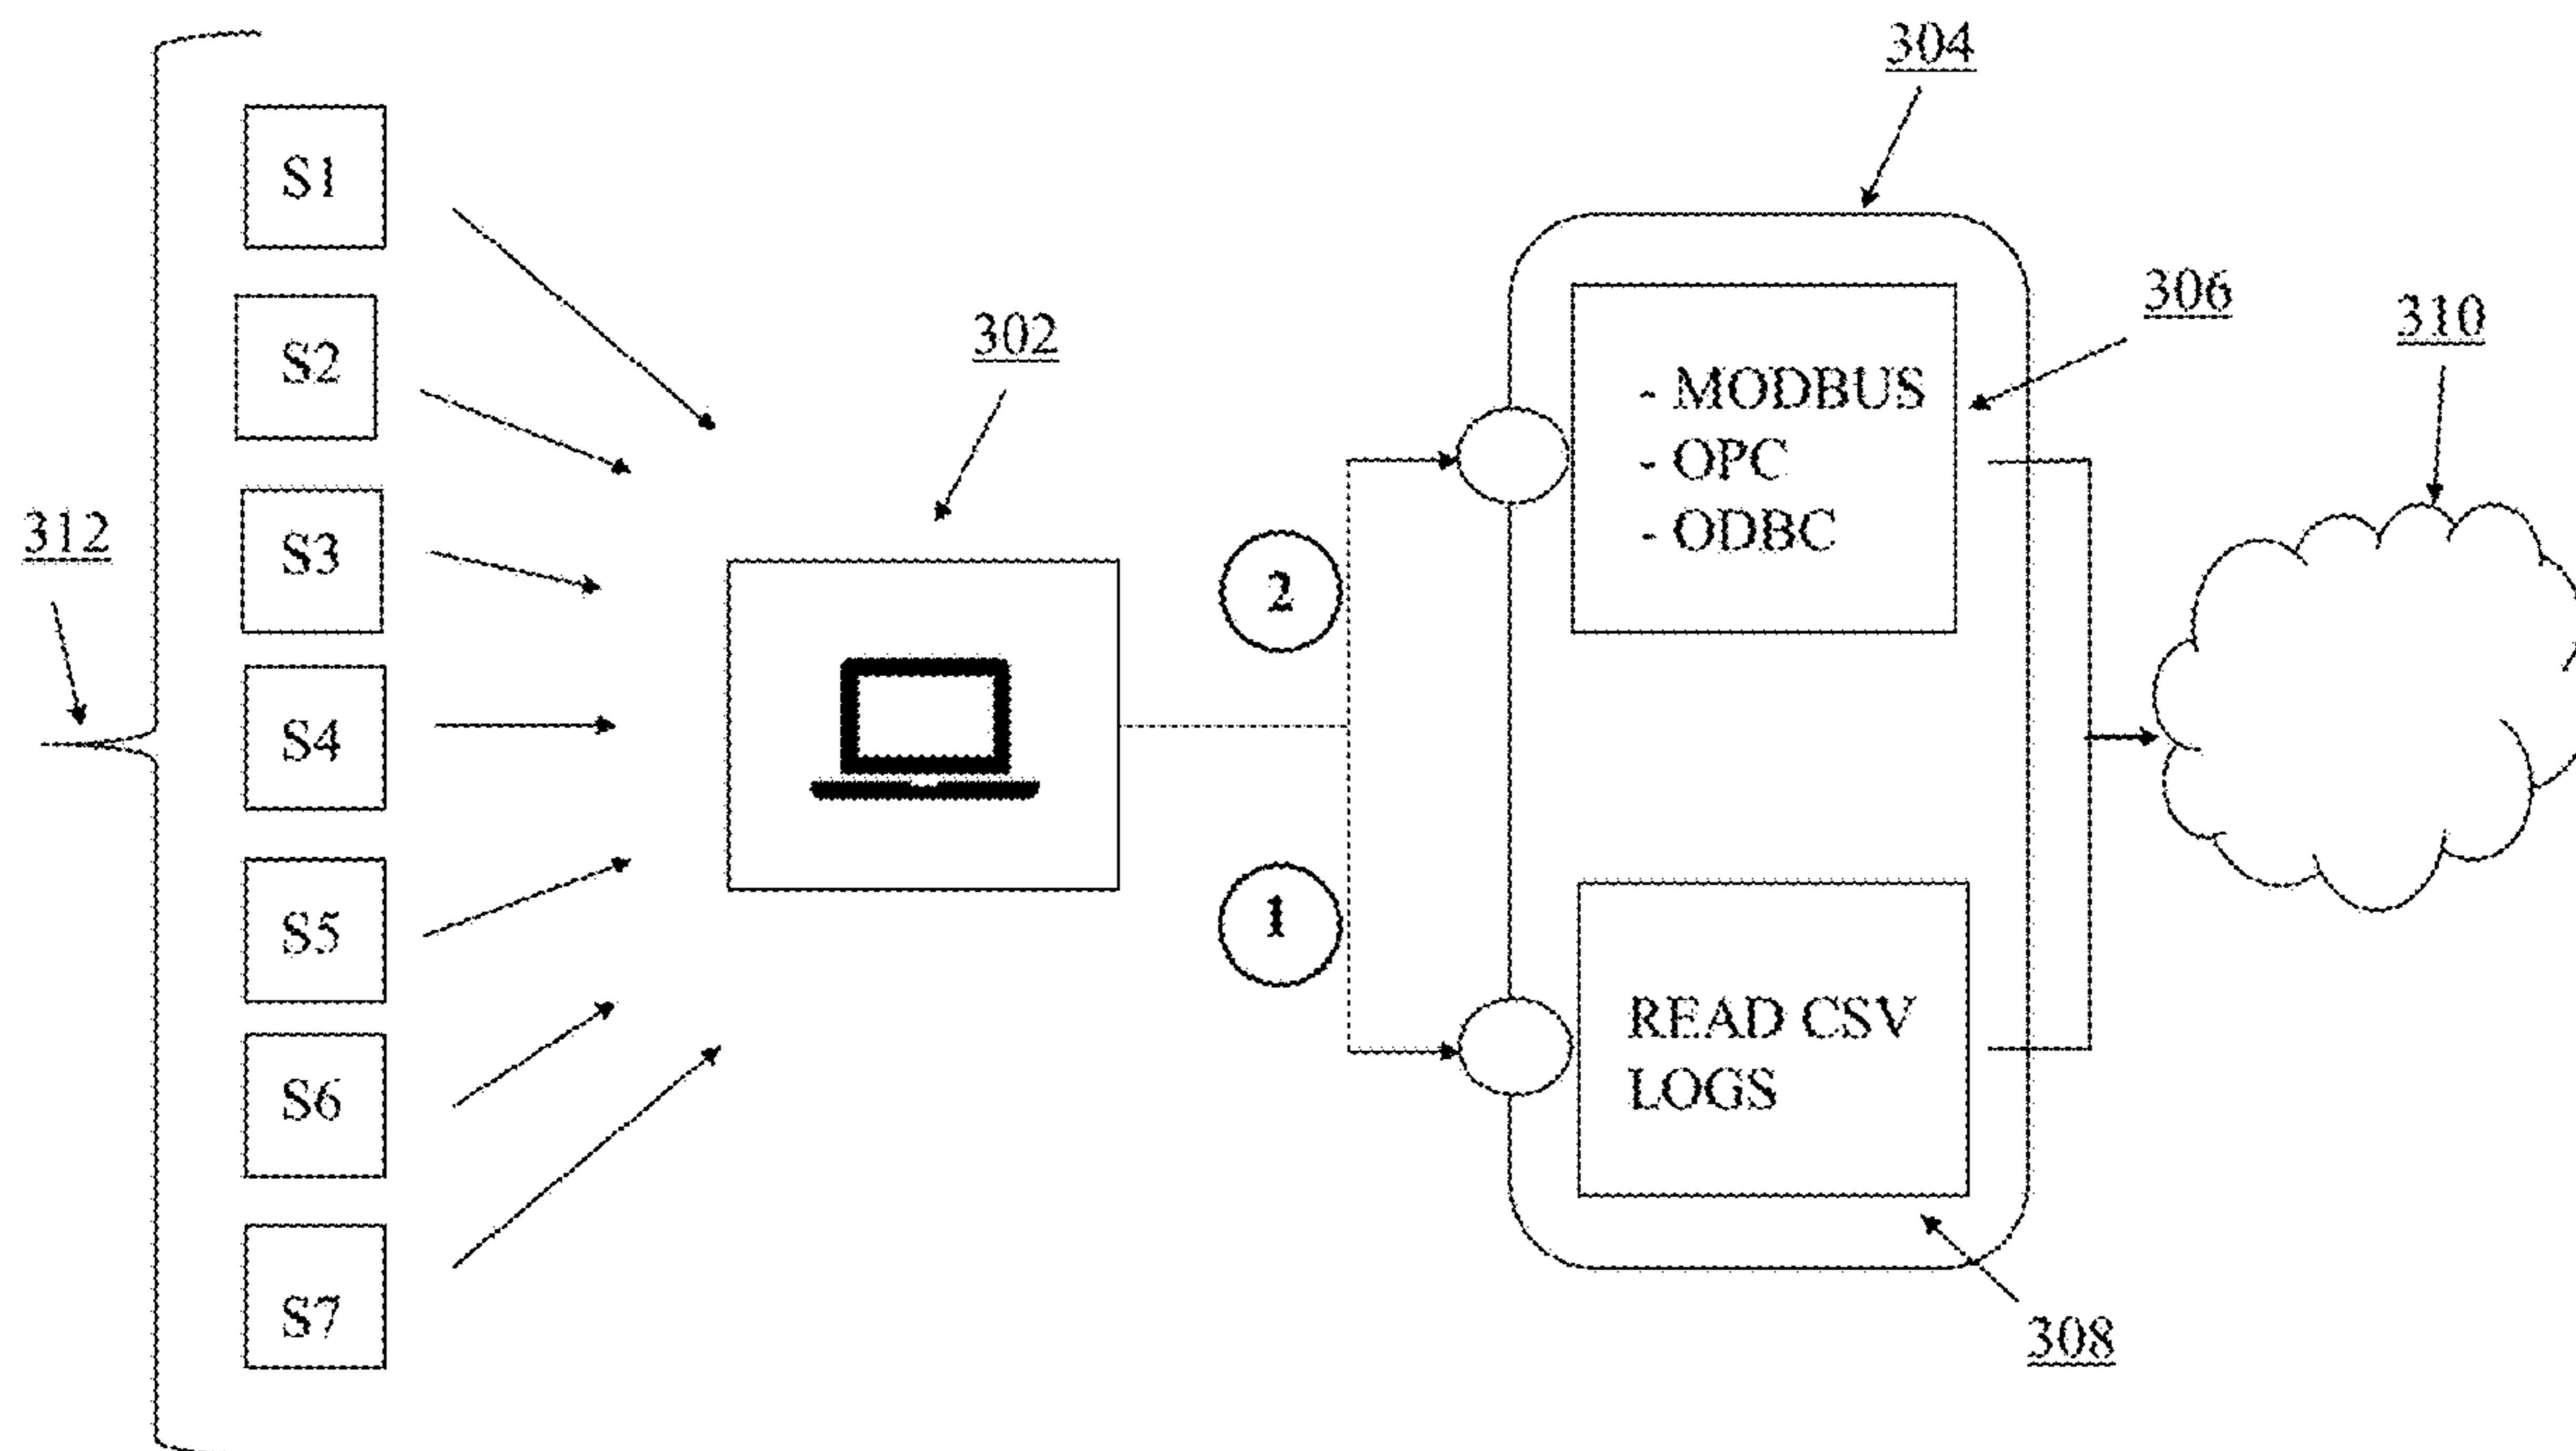 304
S1
306
310
302
S2
- MODBUS
- OPC
- ODBC
312
S3
2
S4
1
S5
READ CSV
LOGS
S6
S7
308